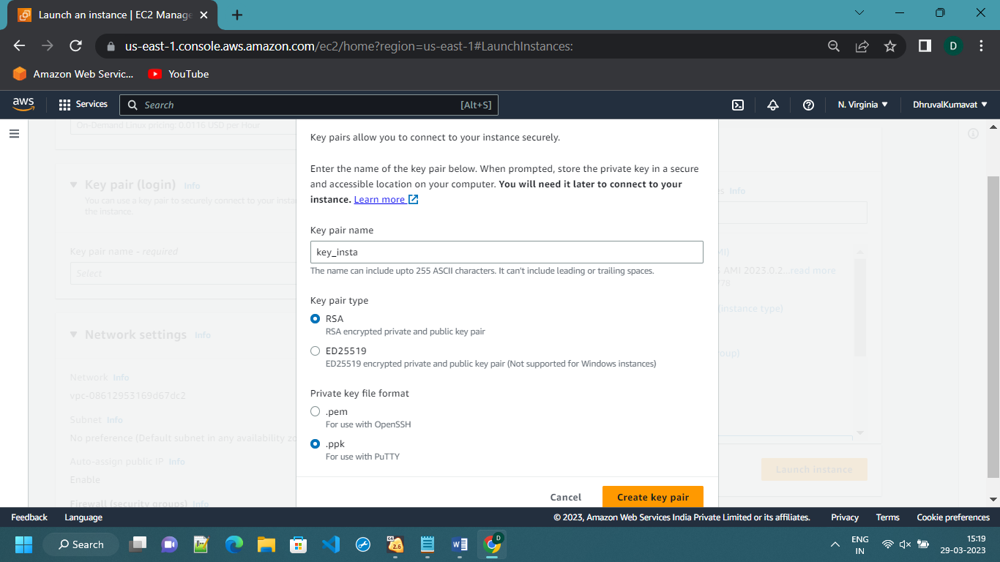 Launch an instance | EC2 Manage
us-east-1.console.aws.amazon.com/ec2/home?region=us-east-1#LaunchInstances:
D
Amazon Web Servic...
YouTube
aws
Services
Search
[Alt+S]
N. Virginia
DhruvalKumavat
On-Demand Linux pricing: 0.0116 USD per Hour
Key pair (login) Info
You can use a key pair to securely connect to your insta
the instance.
Key pair name - required
Select
Network settings Info
Network Info
vpc-08612953169d67dc2
Subnet Info
No preference (Default subnet in any availability zo
Auto-assign public IP Info
Enable
Firewall (security groups) Info
Key pairs allow you to connect to your instance securely.
Enter the name of the key pair below. When prompted, store the private key in a secure
and accessible location on your computer. You will need it later to connect to your
instance. Learn more
Key pair name
key_insta
The name can include upto 255 ASCII characters. It can't include leading or trailing spaces.
Key pair type
RSA
RSA encrypted private and public key pair
ED25519
ED25519 encrypted private and public key pair (Not supported for Windows instances)
Private key file format
.pem
For use with OpenSSH
.ppk
For use with PuTTY
Cancel
Create key pair
Info
AMI 2023.0.2...read more
(instance type)
Launch instance
Feedback
Language
© 2023, Amazon Web Services India Private Limited or its affiliates.
Privacy
Terms
Cookie preferences
Search
64
2.6
D
ENG
IN
15:19
29-03-2023